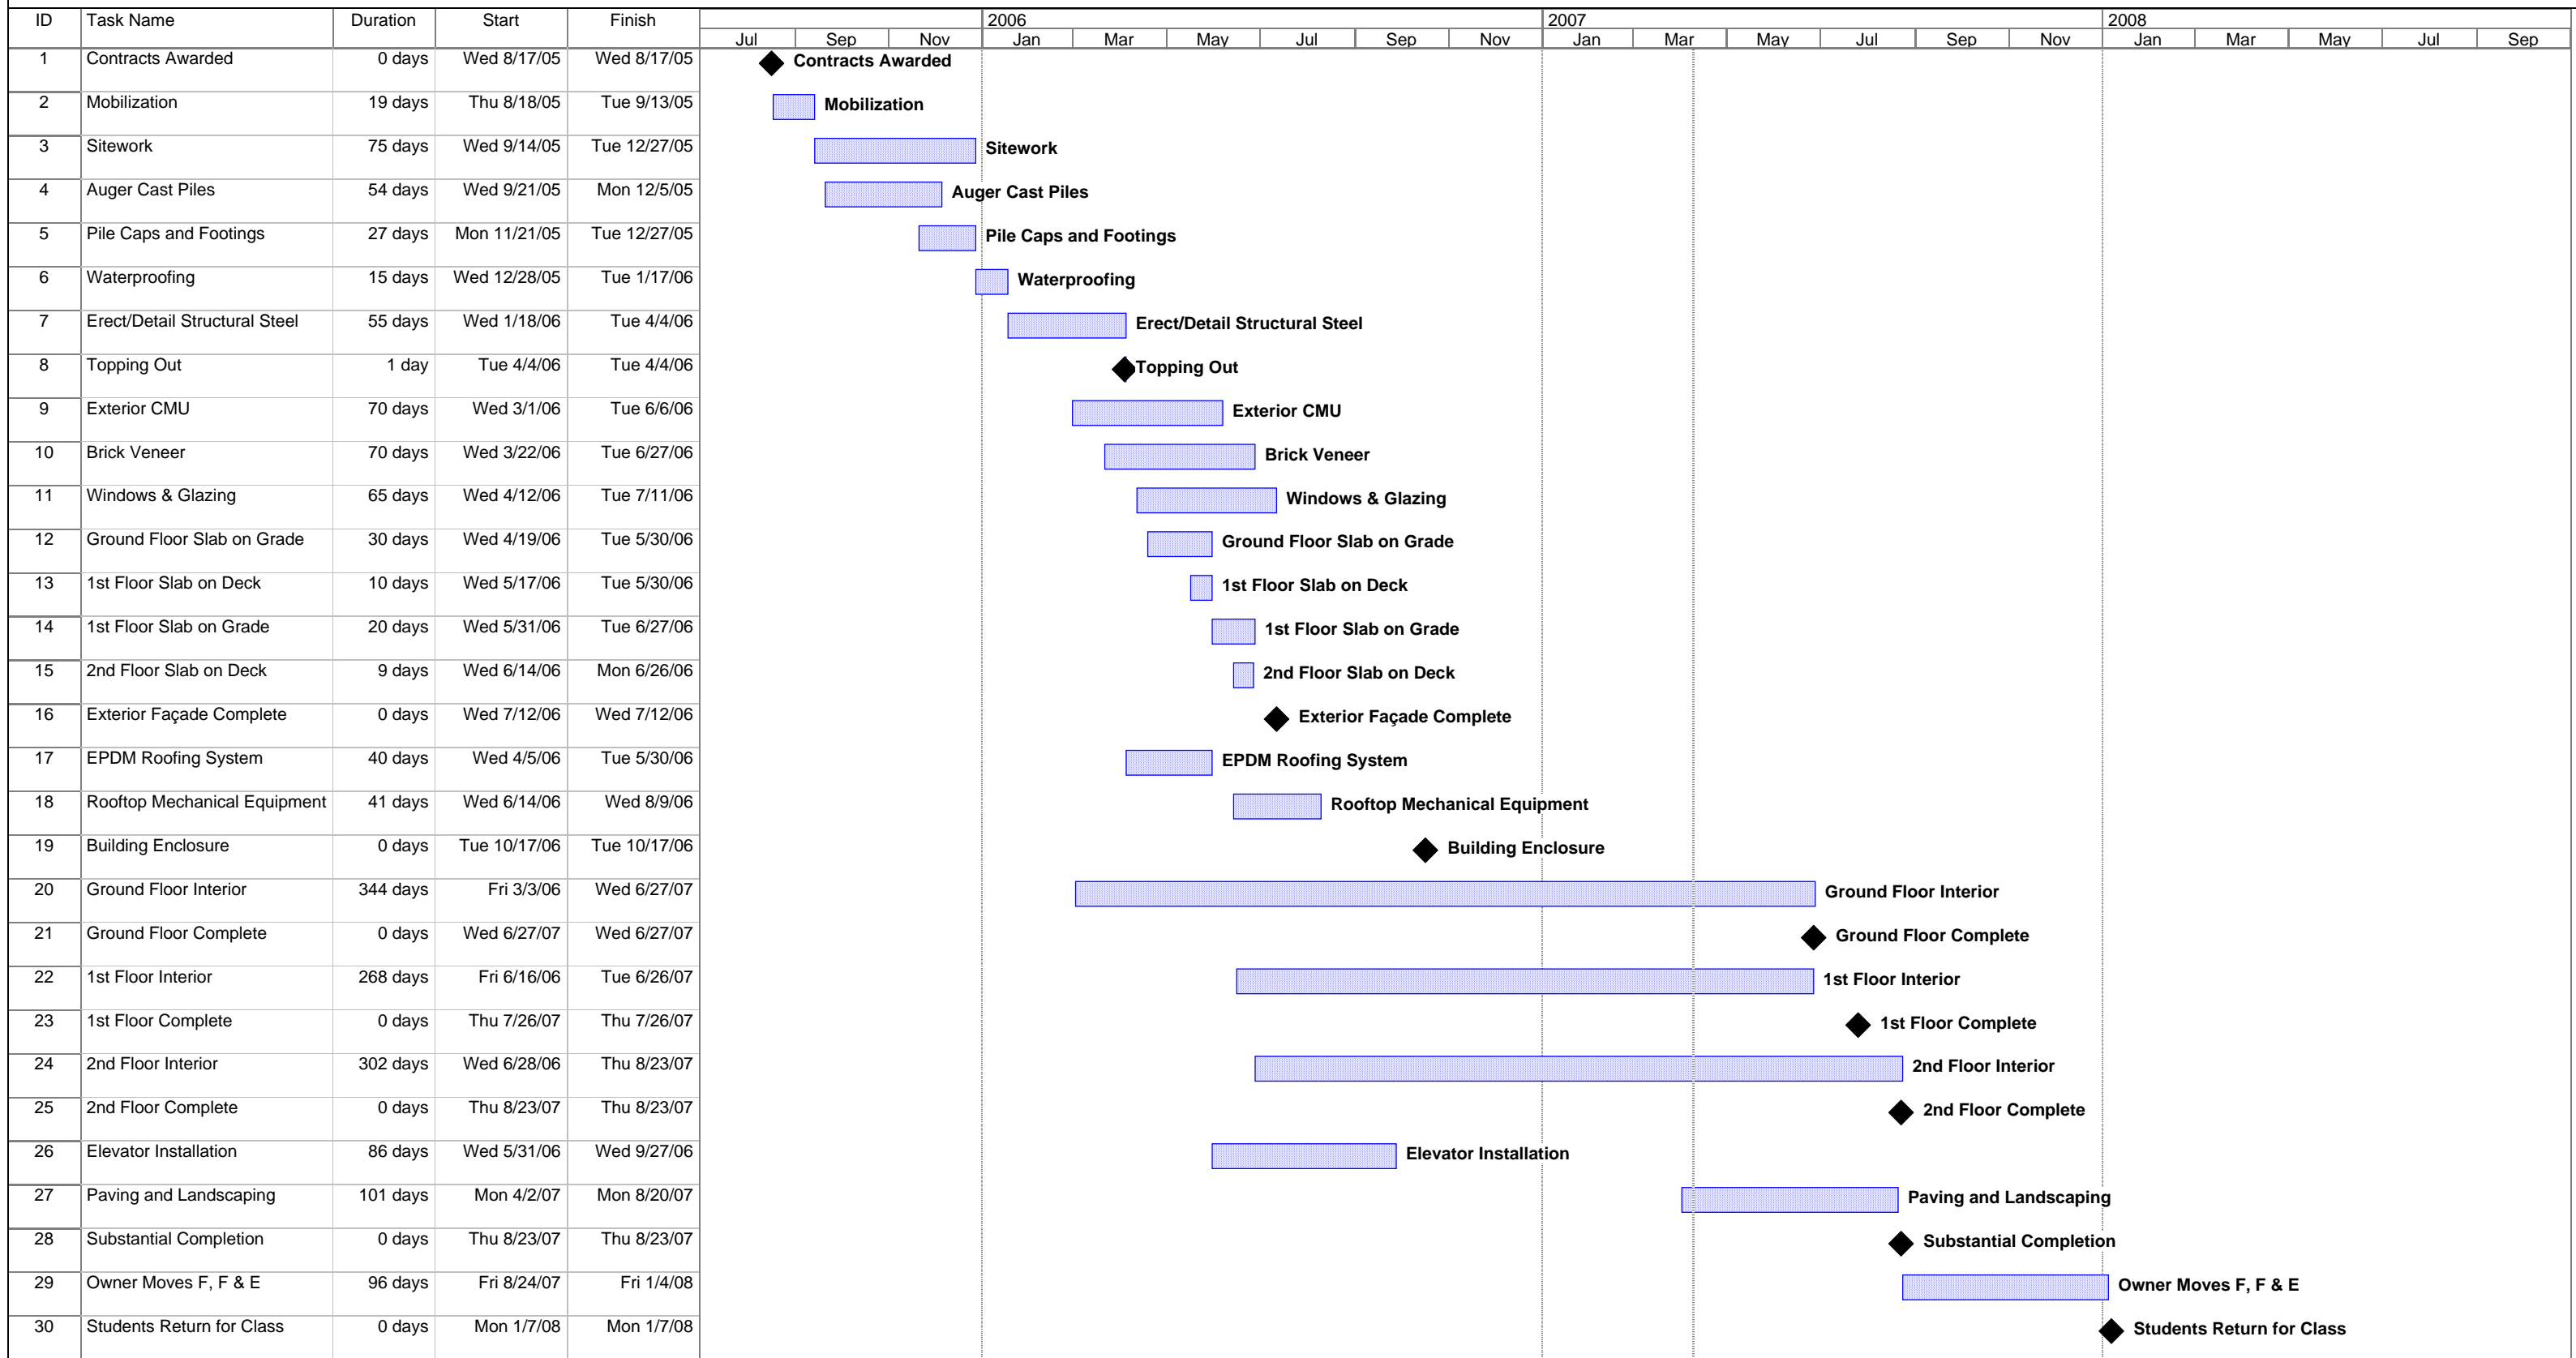 ID Task Name Duration Start Finish 2006 2007 2008
Jul Sep Nov Jan Mar May Jul Sep Nov Jan Mar May Jul Sep Nov Jan Mar May Jul Sep
1 Contracts Awarded 0 days Wed 8/17/05 Wed 8/17/05 Contracts Awarded
2 Mobilization 19 days Thu 8/18/05 Tue 9/13/05 Mobilization
3 Sitework 75 days Wed 9/14/05 Tue 12/27/05 Sitework
4 Auger Cast Piles 54 days Wed 9/21/05 Mon 12/5/05 Auger Cast Piles
5 Pile Caps and Footings 27 days Mon 11/21/05 Tue 12/27/05 Pile Caps and Footings
6 Waterproofing 15 days Wed 12/28/05 Tue 1/17/06 Waterproofing
7 Erect/Detail Structural Steel 55 days Wed 1/18/06 Tue 4/4/06 Erect/Detail Structural Steel
8 Topping Out 1 day Tue 4/4/06 Tue 4/4/06 Topping Out
9 Exterior CMU 70 days Wed 3/1/06 Tue 6/6/06 Exterior CMU
10 Brick Veneer 70 days Wed 3/22/06 Tue 6/27/06 Brick Veneer
11 Windows & Glazing 65 days Wed 4/12/06 Tue 7/11/06 Windows & Glazing
12 Ground Floor Slab on Grade 30 days Wed 4/19/06 Tue 5/30/06 Ground Floor Slab on Grade
13 1st Floor Slab on Deck 10 days Wed 5/17/06 Tue 5/30/06 1st Floor Slab on Deck
14 1st Floor Slab on Grade 20 days Wed 5/31/06 Tue 6/27/06 1st Floor Slab on Grade
15 2nd Floor Slab on Deck 9 days Wed 6/14/06 Mon 6/26/06 2nd Floor Slab on Deck
16 Exterior Façade Complete 0 days Wed 7/12/06 Wed 7/12/06 Exterior Façade Complete
17 EPDM Roofing System 40 days Wed 4/5/06 Tue 5/30/06 EPDM Roofing System
18 Rooftop Mechanical Equipment 41 days Wed 6/14/06 Wed 8/9/06 Rooftop Mechanical Equipment
19 Building Enclosure 0 days Tue 10/17/06 Tue 10/17/06 Building Enclosure
20 Ground Floor Interior 344 days Fri 3/3/06 Wed 6/27/07 Ground Floor Interior
21 Ground Floor Complete 0 days Wed 6/27/07 Wed 6/27/07 Ground Floor Complete
22 1st Floor Interior 268 days Fri 6/16/06 Tue 6/26/07 1st Floor Interior
23 1st Floor Complete 0 days Thu 7/26/07 Thu 7/26/07 1st Floor Complete
24 2nd Floor Interior 302 days Wed 6/28/06 Thu 8/23/07 2nd Floor Interior
25 2nd Floor Complete 0 days Thu 8/23/07 Thu 8/23/07 2nd Floor Complete
26 Elevator Installation 86 days Wed 5/31/06 Wed 9/27/06 Elevator Installation
27 Paving and Landscaping 101 days Mon 4/2/07 Mon 8/20/07 Paving and Landscaping
28 Substantial Completion 0 days Thu 8/23/07 Thu 8/23/07 Substantial Completion
29 Owner Moves F, F & E 96 days Fri 8/24/07 Fri 1/4/08 Owner Moves F, F & E
30 Students Return for Class 0 days Mon 1/7/08 Mon 1/7/08 Students Return for Class